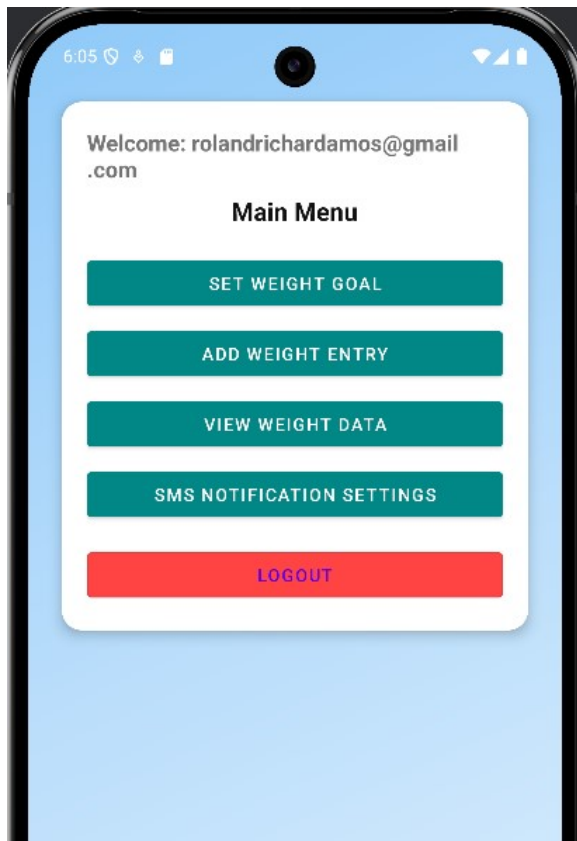 6:05
Welcome: rolandrichardamos@gmail
.com
Main Menu
SET WEIGHT GOAL
ADD WEIGHT ENTRY
VIEW WEIGHT DATA
SMS NOTIFICATION SETTINGS
LOGOUT